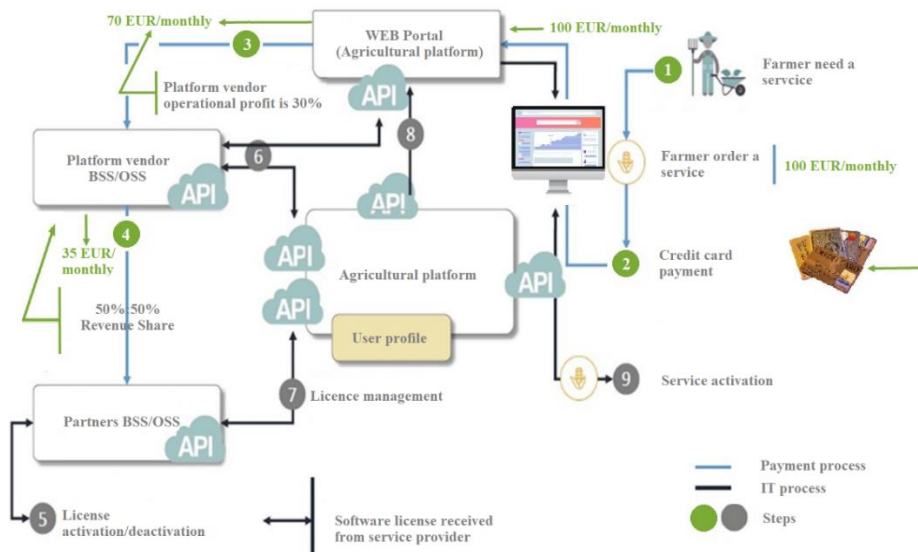 70 EUR/monthly
3
WEB Portal
(Agricultural platform)
100 EUR/monthly
1
Farmer need a
servcice
Platform vendor
operational profit is 30%
API
8
Platform vendor
BSS/OSS
6
API
Farmer order a
service
100 EUR/monthly
API
4
35 EUR/
monthly
API
Agricultural platform
API
2
Credit card
payment
50%:50%
Revenue Share
API
User profile
7
Licence management
9
Service activation
Partners BSS/OSS
API
5
License
activation/deactivation
Software license received
from service provider
Payment process
IT process
Steps